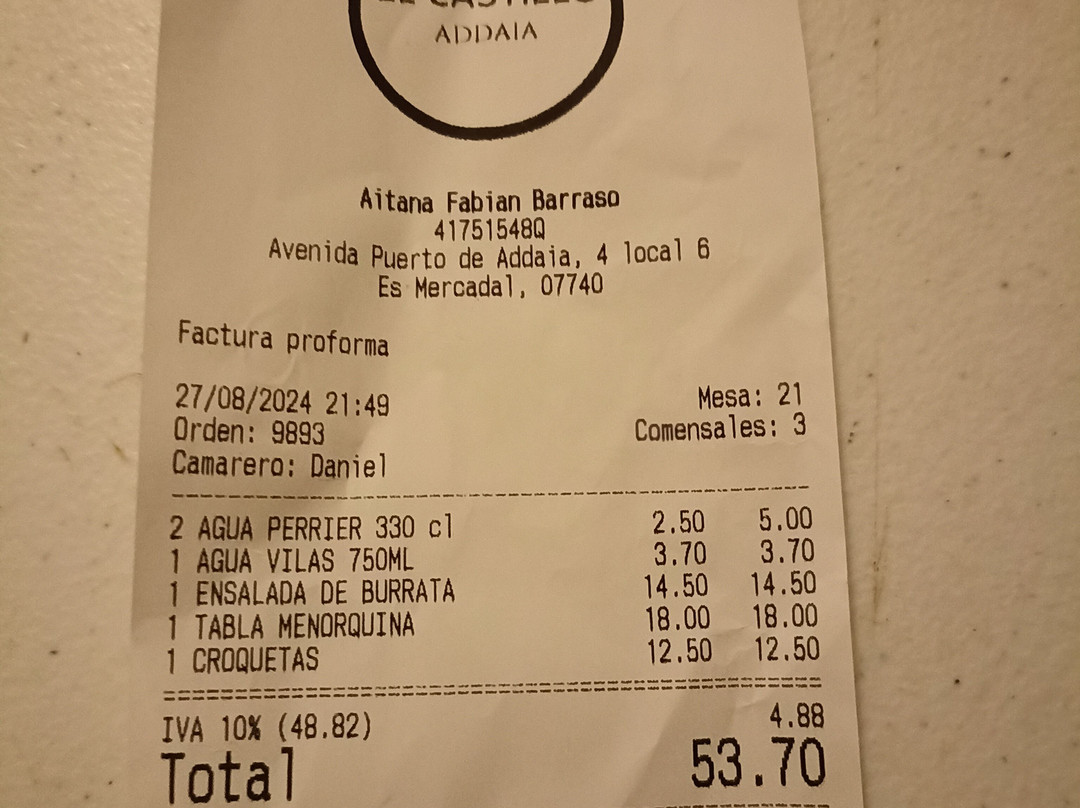 EL CASTILLO
ADDAIA
Aitana Fabian Barraso
41751548Q
Avenida Puerto de Addaia, 4 local 6
Es Mercadal, 07740
Factura proforma
27/08/2024 21:49 Mesa: 21
Orden: 9893 Comensales: 3
Camarero: Daniel
2 AGUA PERRIER 330 cl 2.50 5.00
1 AGUA VILAS 750ML 3.70 3.70
1 ENSALADA DE BURRATA 14.50 14.50
1 TABLA MENORQUINA 18.00 18.00
1 CROQUETAS 12.50 12.50
IVA 10% (48.82) 4.88
Total 53.70